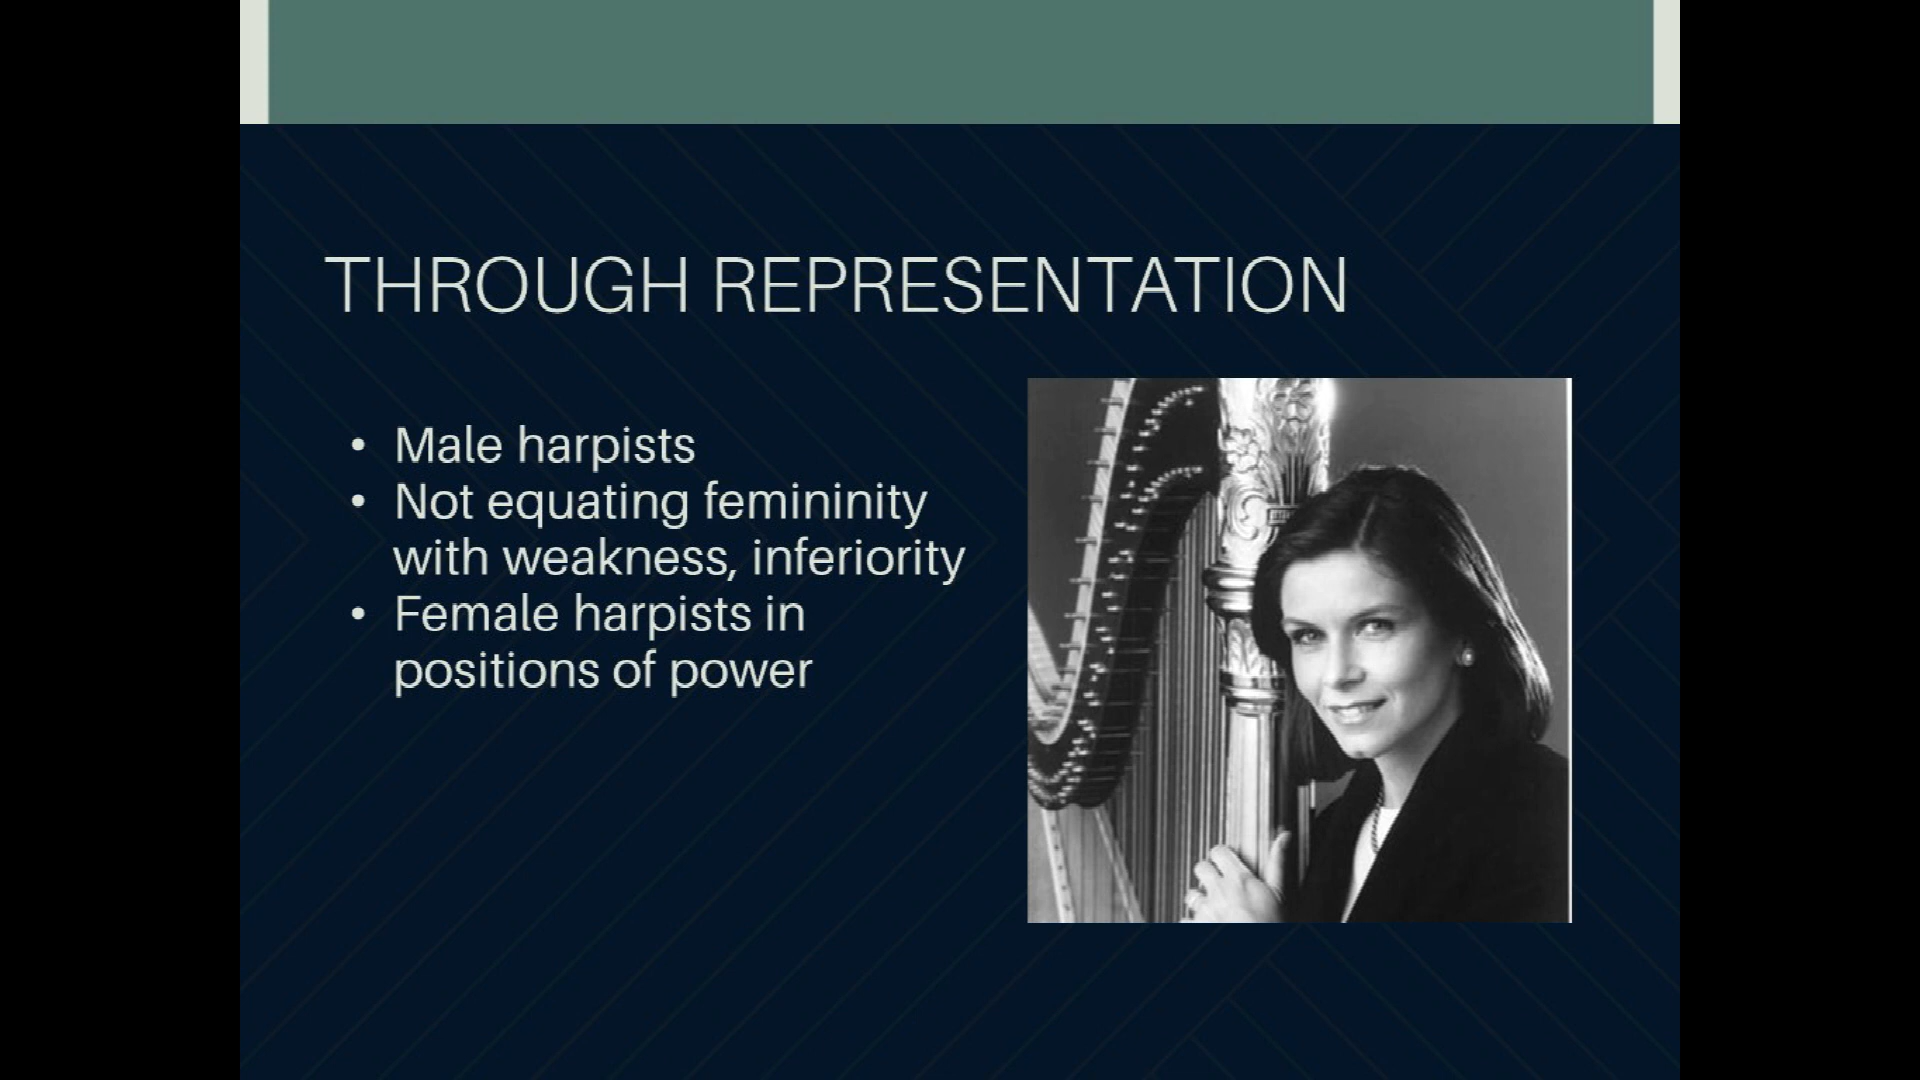 THROUGH REPRESENTATION
• Male harpists
• Not equating femininity
with weakness, inferiority
• Female harpists in
positions of power